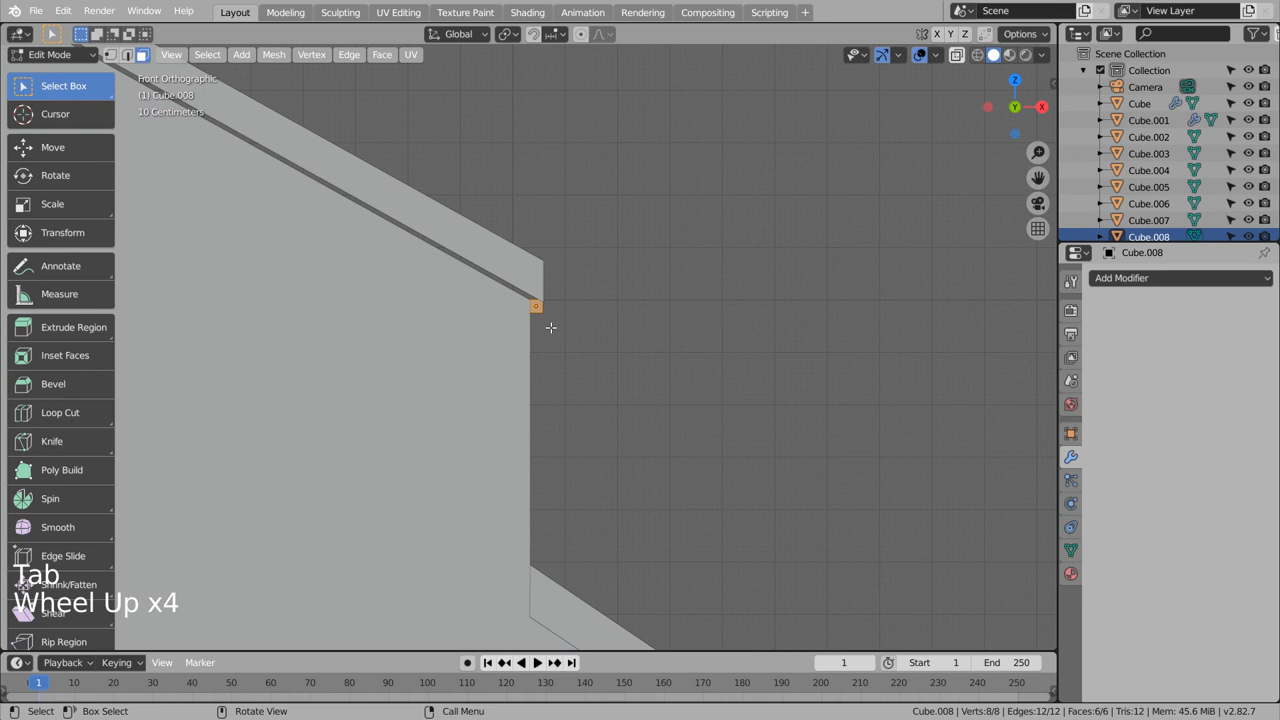 File Edit Render Window Help Layout Modeling Sculpting UV Editing Texture Paint Shading Animation Rendering Compositing Scripting + Scene View Layer
Global X Y Z Options
Edit Mode View Select Add Mesh Vertex Edge Face UV
Front Orthographic
(1) Cube.008
10 Centimeters
Z
X
Y
Select Box
Cursor
Move
Rotate
Scale
Transform
Annotate
Measure
Extrude Region
Inset Faces
Bevel
Loop Cut
Knife
Poly Build
Spin
Smooth
Edge Slide
Shrink/Fatten
Shear
Rip Region
Tab
Wheel Up x4
Scene Collection
Collection
Camera
Cube
Cube.001
Cube.002
Cube.003
Cube.004
Cube.005
Cube.006
Cube.007
Cube.008
Cube.008
Add Modifier
Playback Keying View Marker 1 Start 1 End 250
1 10 20 30 40 50 60 70 80 90 100 110 120 130 140 150 160 170 180 190 200 210 220 230 240 250
Select Box Select Rotate View Call Menu Cube.008 | Verts:8/8 | Edges:12/12 | Faces:6/6 | Tris:12 | Mem: 45.6 MiB | v2.82.7